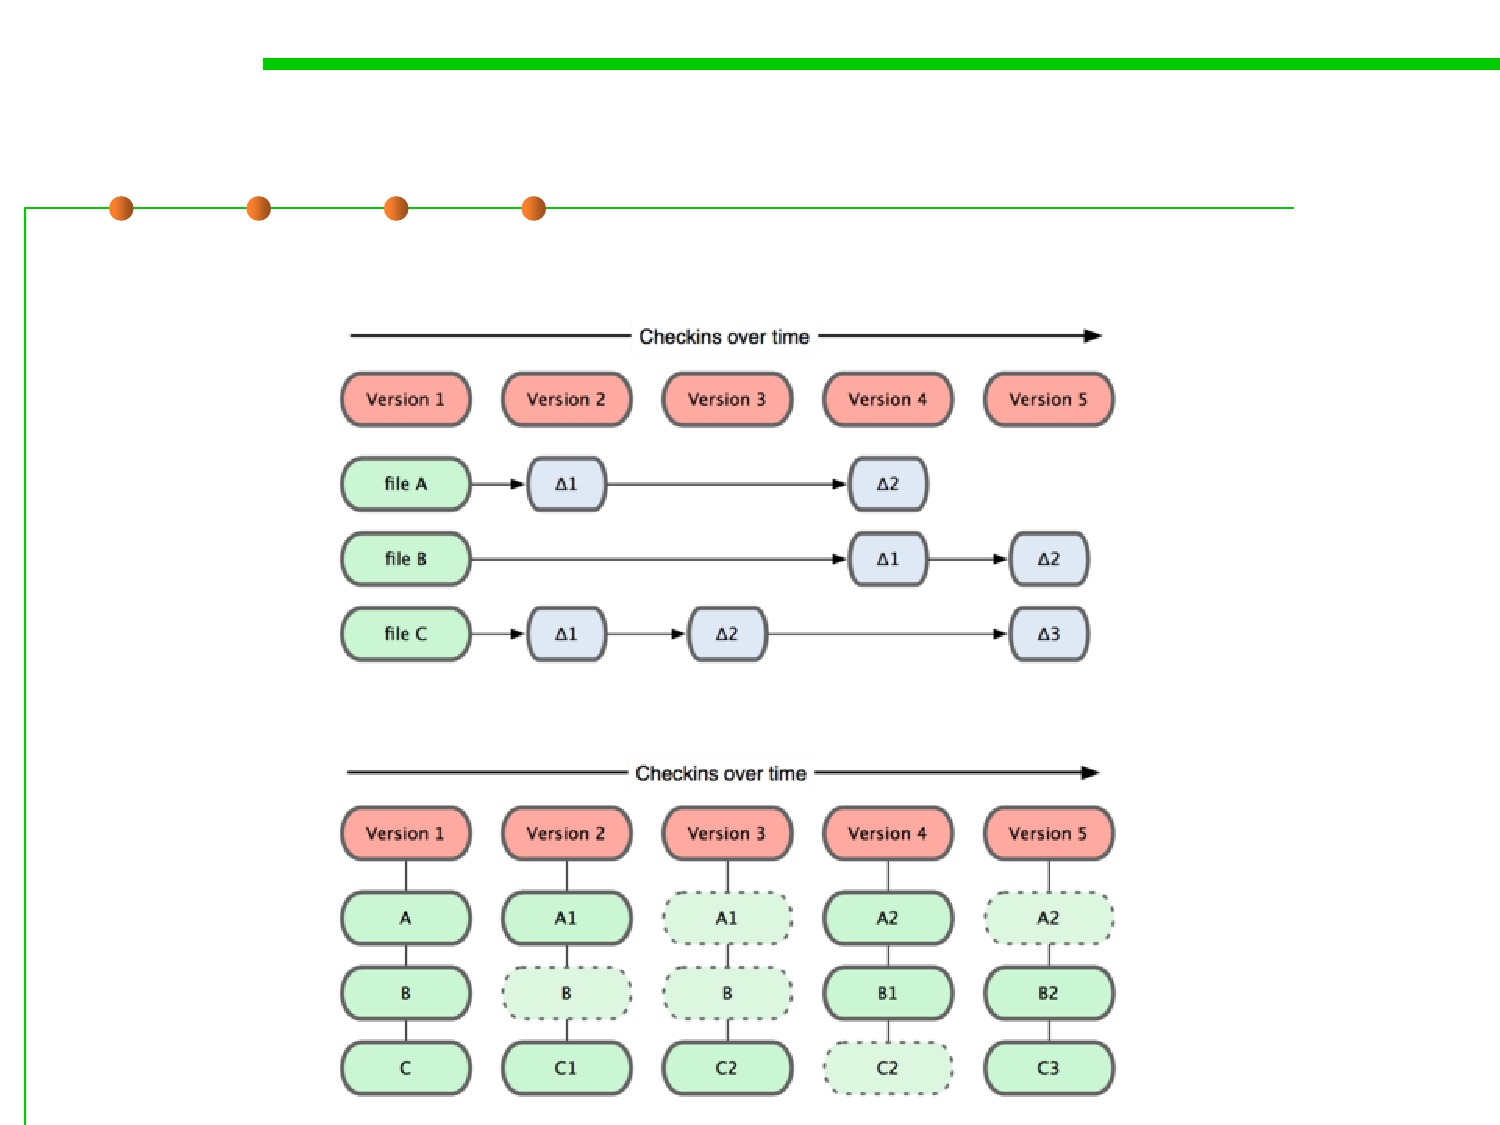 Checkins over time
Version 1 Version 2 Version 3 Version 4 Version 5
file A Δ1 Δ2
file B Δ1 Δ2
file C Δ1 Δ2 Δ3
Checkins over time
Version 1 Version 2 Version 3 Version 4 Version 5
A A1 A1 A2 A2
B B B B1 B2
C C1 C2 C2 C3